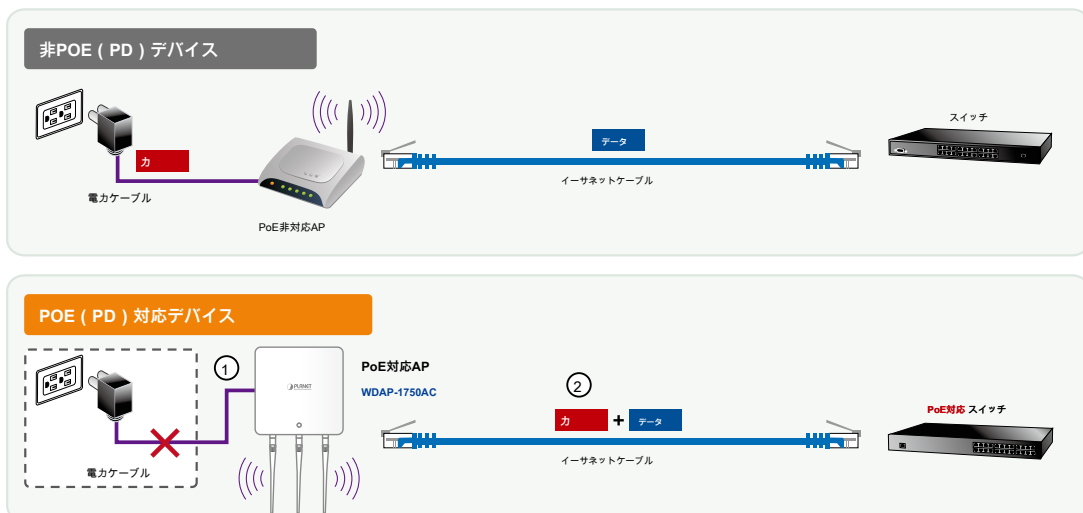 非POE ( PD ) デバイス
スイッチ
データ
力
イーサネットケーブル
電カケーブル
PoE非対応AP
POE ( PD ) 対応デバイス
1
PLANET
PoE対応AP
WDAP-1750AC
2
力 + データ
PoE対応 スイッチ
イーサネットケーブル
電カケーブル